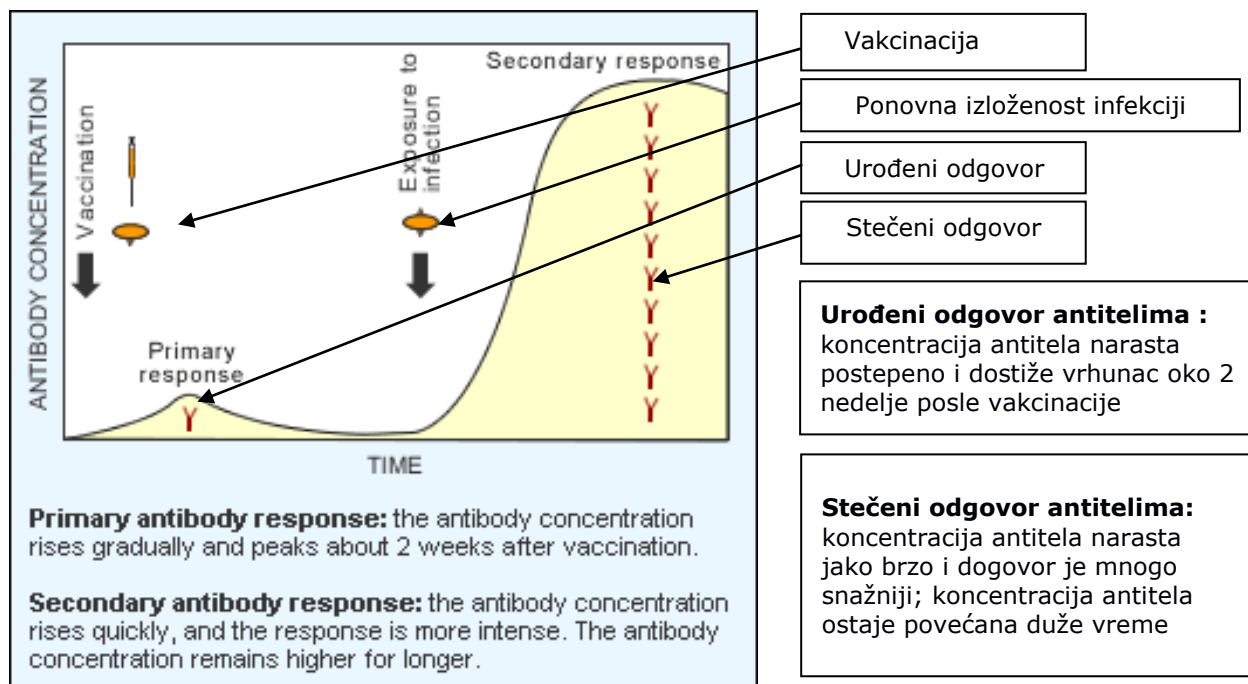 ANTIBODY CONCENTRATION
Vaccination
Exposure to
infection
Secondary response
Primary
response
TIME
Primary antibody response: the antibody concentration
rises gradually and peaks about 2 weeks after vaccination.
Secondary antibody response: the antibody concentration
rises quickly, and the response is more intense. The antibody
concentration remains higher for longer.
Vakcinacija
Ponovna izloženost infekciji
Urođeni odgovor
Stečeni odgovor
Urođeni odgovor antitelima :
koncentracija antitela narasta
postepeno i dostiže vrhunac oko 2
nedelje posle vakcinacije
Stečeni odgovor antitelima:
koncentracija antitela narasta
jako brzo i dogovor je mnogo
snažniji; koncentracija antitela
ostaje povećana duže vreme